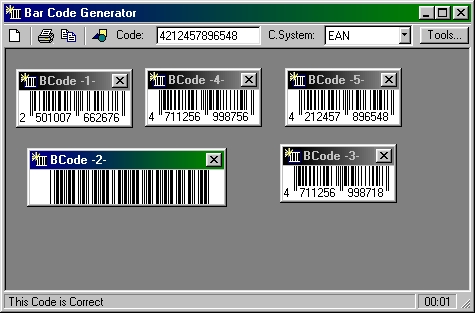 Bar Code Generator
Code: 4212457896548 C.System: EAN Tools...
BCode -1-
2 501007 662676
BCode -4-
4 711256 998756
BCode -5-
4 212457 896548
BCode -2-
BCode -3-
4 711256 998718
This Code is Correct 00:01